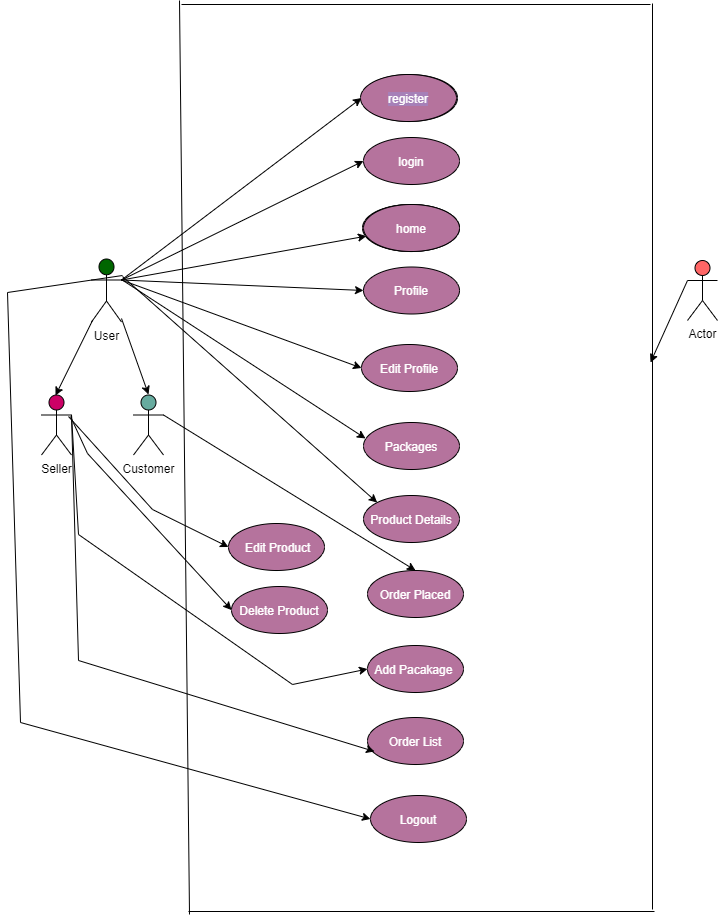 register
login
home
Profile
Actor
User
Edit Profile
Packages
Seller
Customer
Product Details
Edit Product
Order Placed
Delete Product
Add Pacakage
Order List
Logout